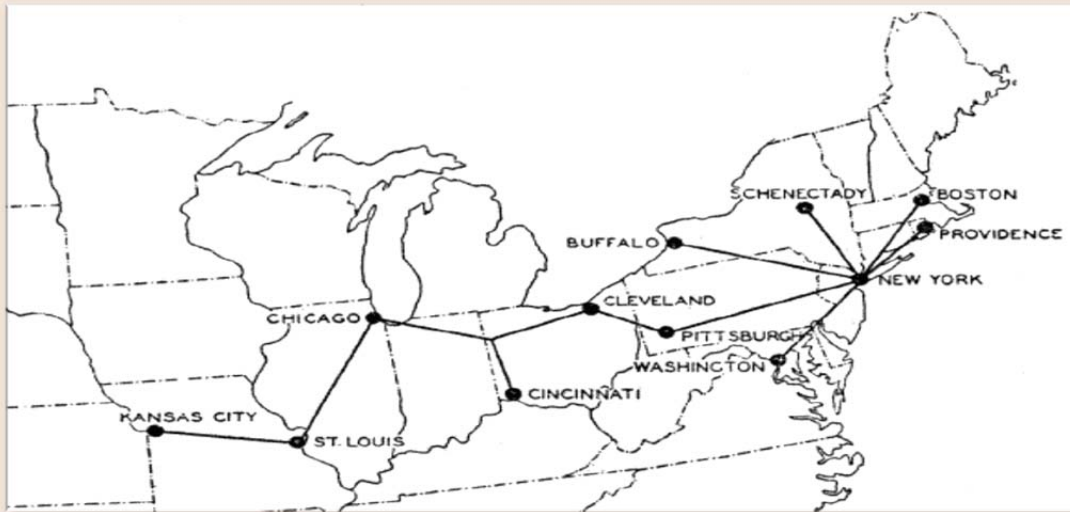 SCHENECTADY
BOSTON
PROVIDENCE
BUFFALO
NEW YORK
CLEVELAND
CHICAGO
PITTSBURGH
WASHINGTON
CINCINNATI
KANSAS CITY
ST. LOUIS